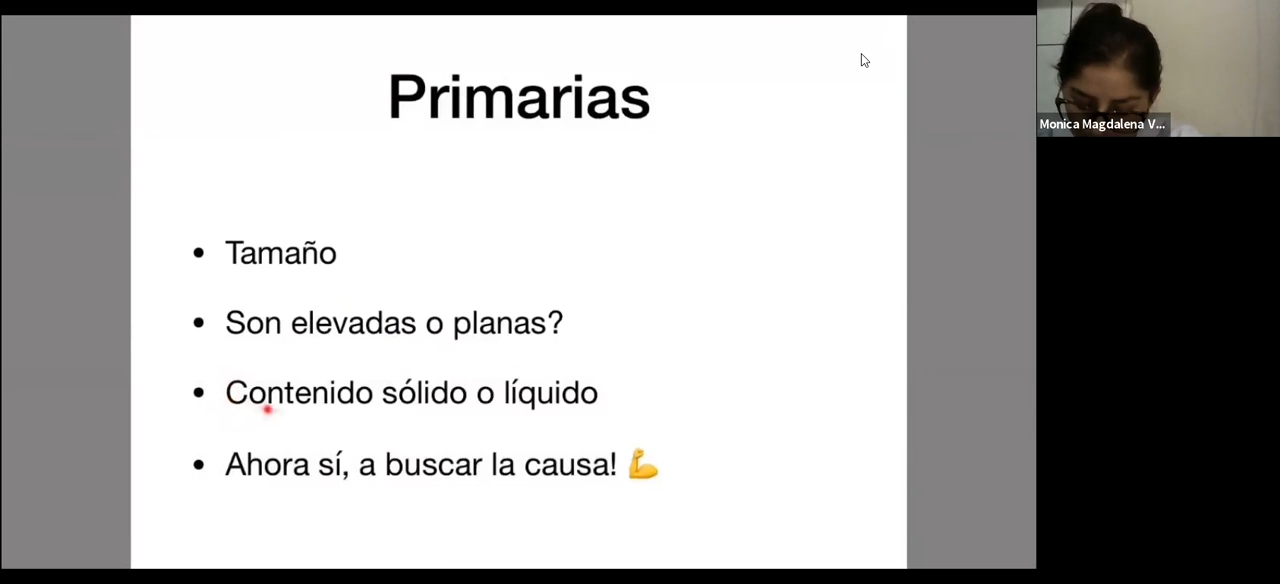 Primarias
• Tamaño
• Son elevadas o planas?
• Contenido sólido o líquido
• Ahora sí, a buscar la causa! 💪
Monica Magdalena V...